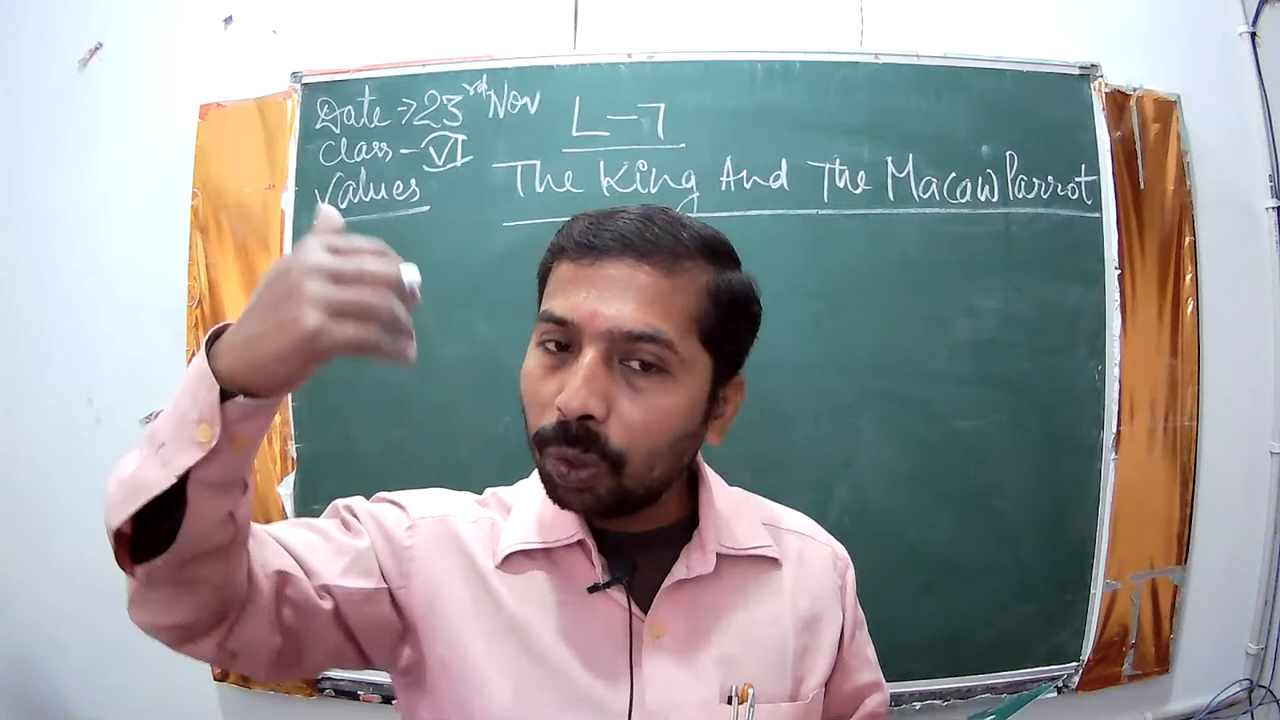 Date → 23rd Nov
Class - VI
Values
L-7
The King And The Macaw Parrot